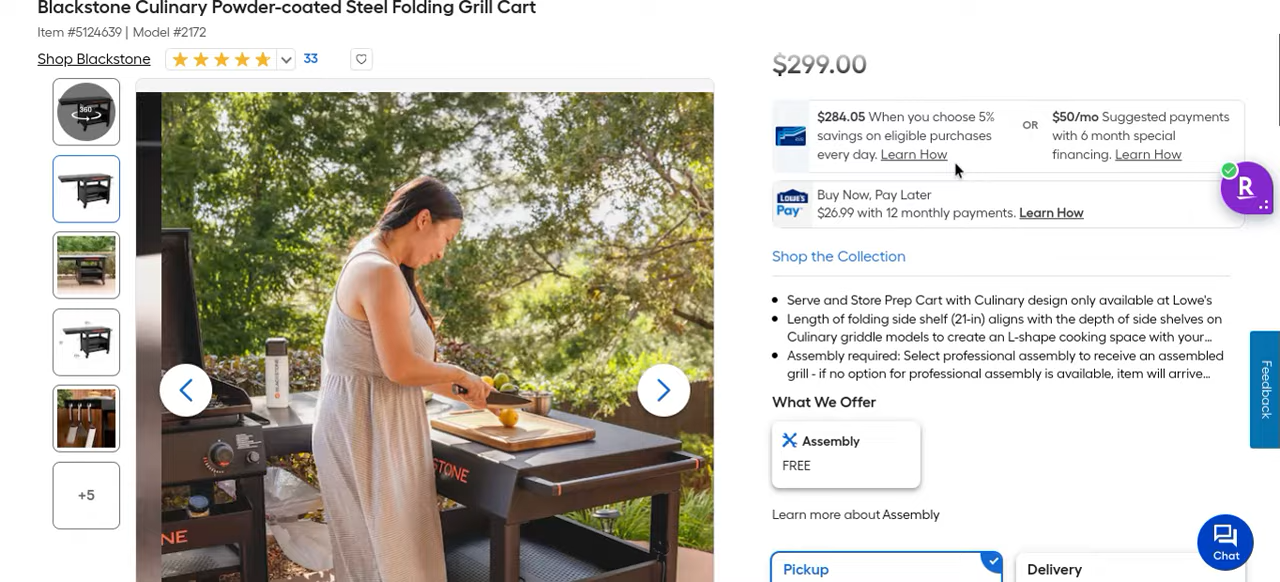 Blackstone Culinary Powder-coated Steel Folding Grill Cart
Item #5124639 | Model #2172
Shop Blackstone
33
360
+5
$299.00
$284.05 When you choose 5%
savings on eligible purchases
every day. Learn How
OR
$50/mo Suggested payments
with 6 month special
financing. Learn How
LOWE'S
Pay
Buy Now, Pay Later
$26.99 with 12 monthly payments. Learn How
R
Shop the Collection
Serve and Store Prep Cart with Culinary design only available at Lowe's
Length of folding side shelf (21-in) aligns with the depth of side shelves on
Culinary griddle models to create an L-shape cooking space with your...
Assembly required: Select professional assembly to receive an assembled
grill - if no option for professional assembly is available, item will arrive...
What We Offer
Assembly
FREE
Learn more about Assembly
Pickup
Delivery
Feedback
Chat